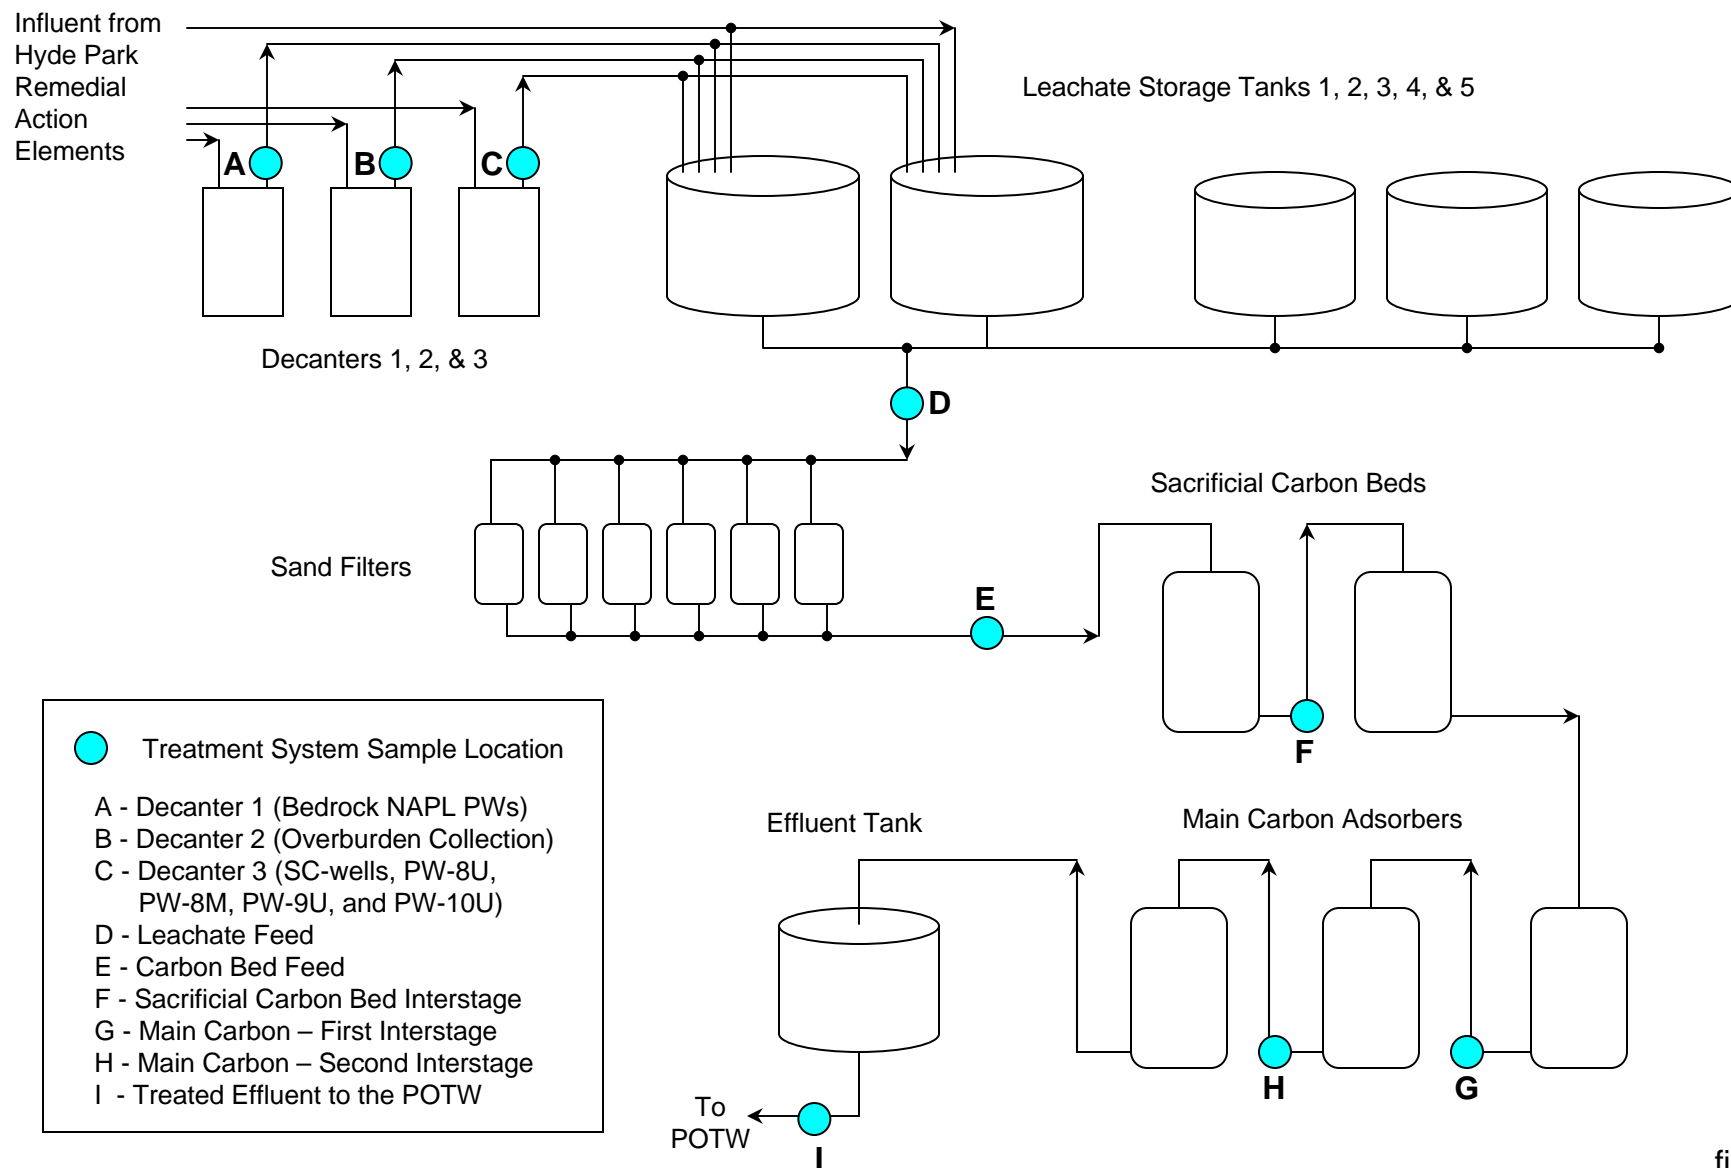 Influent from
Hyde Park
Remedial
Action
Elements
Leachate Storage Tanks 1, 2, 3, 4, & 5
A
B
C
Decanters 1, 2, & 3
D
Sacrificial Carbon Beds
Sand Filters
E
F
Treatment System Sample Location
A - Decanter 1 (Bedrock NAPL PWs)
B - Decanter 2 (Overburden Collection)
C - Decanter 3 (SC-wells, PW-8U,
PW-8M, PW-9U, and PW-10U)
D - Leachate Feed
E - Carbon Bed Feed
F - Sacrificial Carbon Bed Interstage
G - Main Carbon – First Interstage
H - Main Carbon – Second Interstage
I - Treated Effluent to the POTW
Effluent Tank
Main Carbon Adsorbers
H
G
To
POTW
I